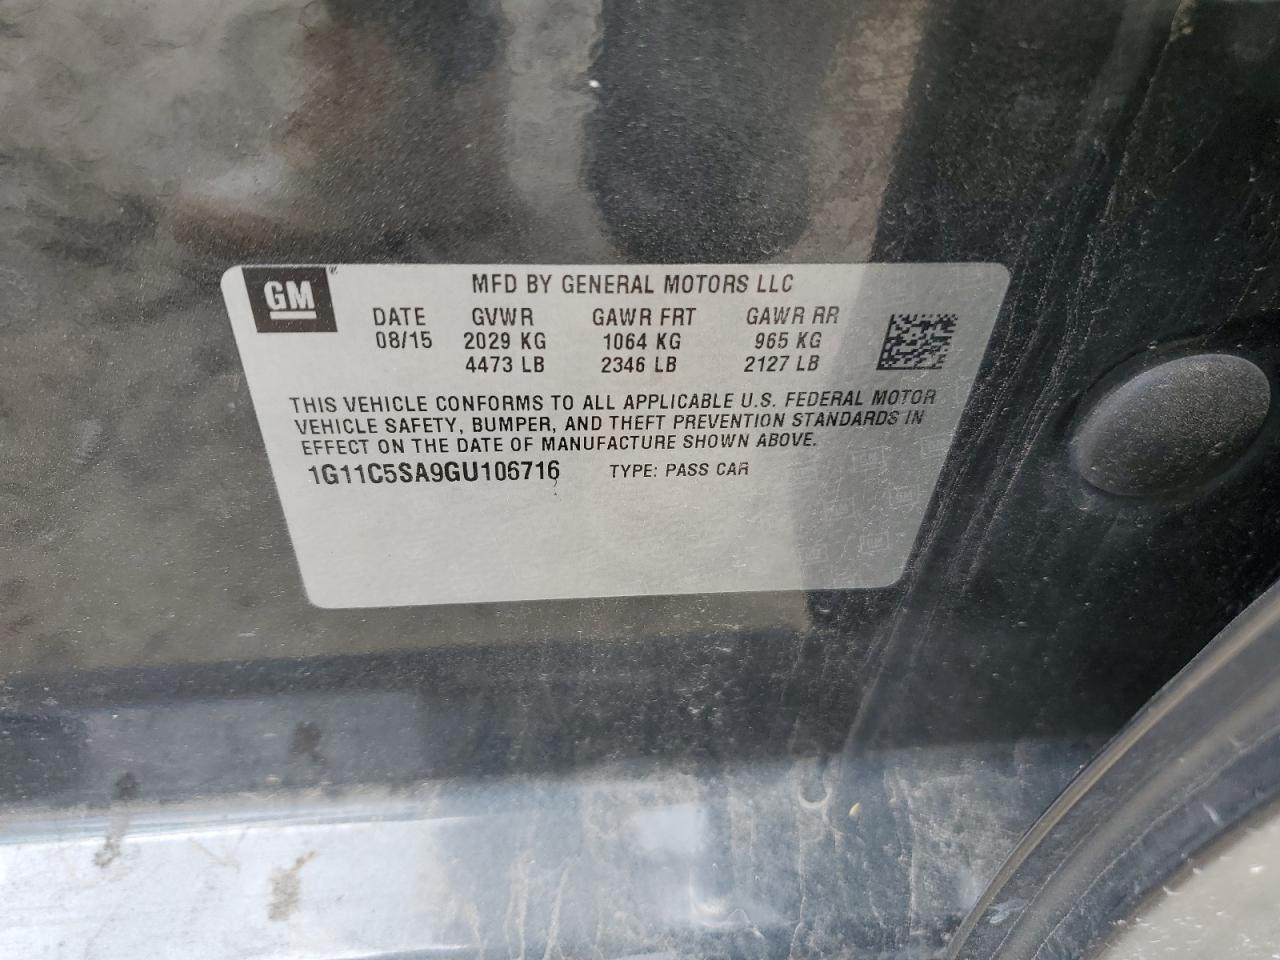 GM
MFD BY GENERAL MOTORS LLC
DATE GVWR GAWR FRT GAWR RR
08/15 2029 KG 1064 KG 965 KG
4473 LB 2346 LB 2127 LB
THIS VEHICLE CONFORMS TO ALL APPLICABLE U.S. FEDERAL MOTOR
VEHICLE SAFETY, BUMPER, AND THEFT PREVENTION STANDARDS IN
EFFECT ON THE DATE OF MANUFACTURE SHOWN ABOVE.
1G11C5SA9GU106716 TYPE: PASS CAR